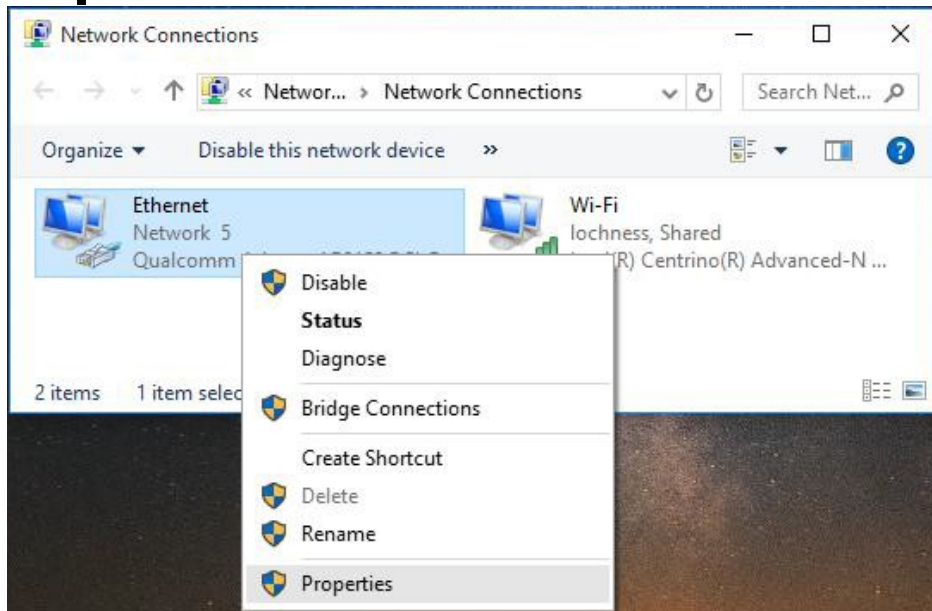 Network Connections
« Networ... › Network Connections
Search Net...
Organize
Disable this network device
»
Ethernet
Network 5
Qualcomm
Wi-Fi
lochness, Shared
(R) Centrino(R) Advanced-N ...
Disable
Status
Diagnose
Bridge Connections
Create Shortcut
Delete
Rename
Properties
2 items
1 item selec